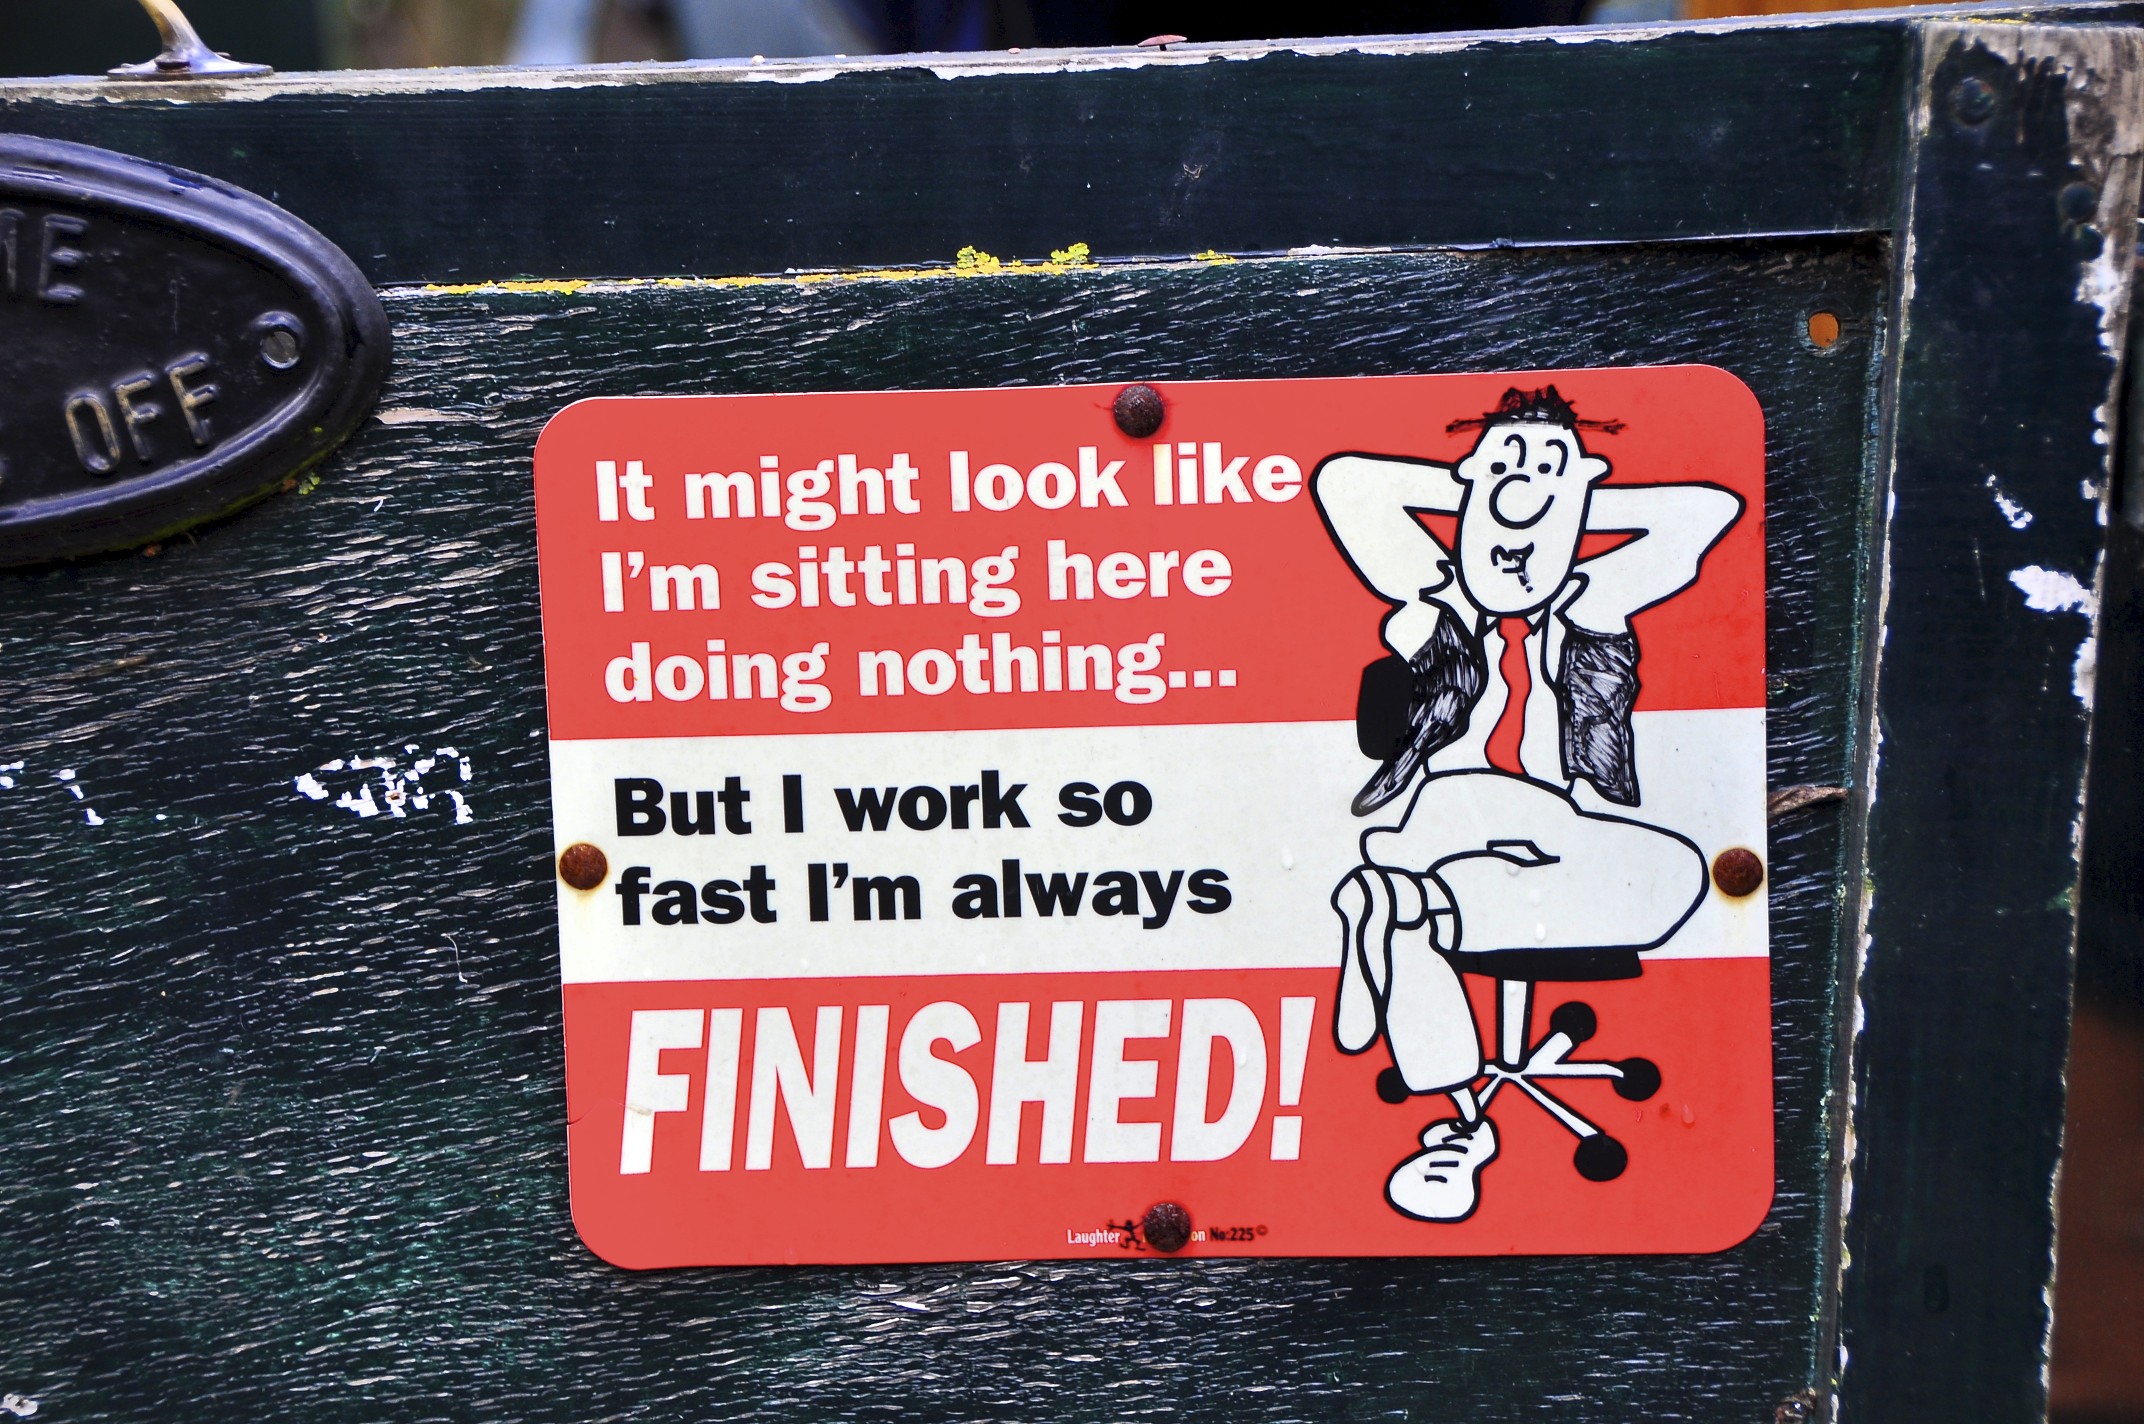 OFF
It might look like
I'm sitting here
doing nothing...
But I work so
fast I'm always
FINISHED!
Laughter No:225©